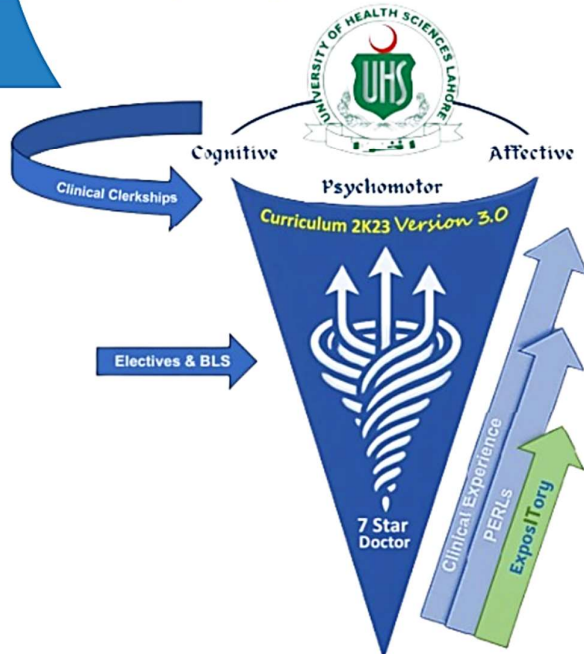 UNIVERSITY OF HEALTH SCIENCES LAHORE
UHS
Cognitive
Affective
Psychomotor
Clinical Clerkships
Curriculum 2K23 Version 3.0
Electives & BLS
7 Star
Doctor
Clinical Experience
PERLs
ExposITory